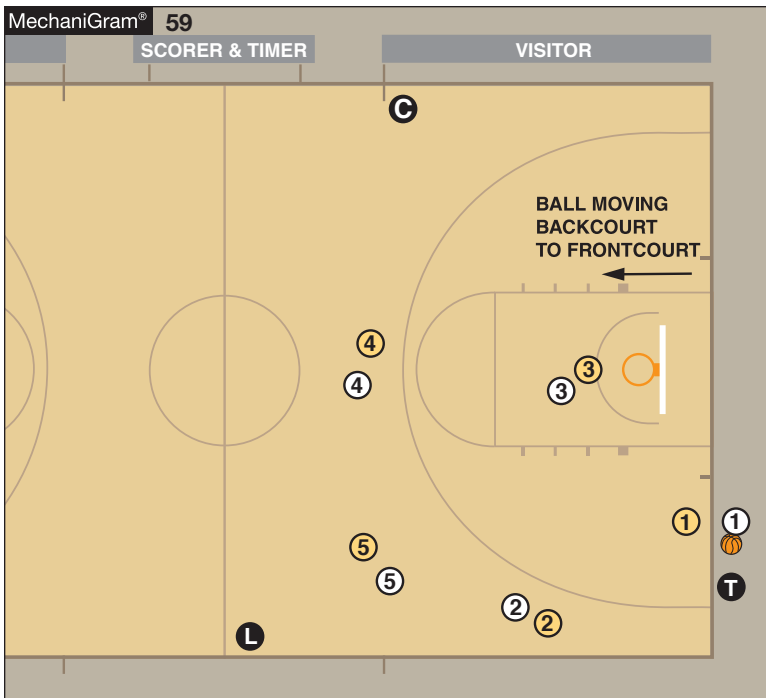 MechaniGram® 59
SCORER & TIMER
VISITOR
C
BALL MOVING
BACKCOURT
TO FRONTCOURT
4
4
3
3
1
1
5
5
T
2
2
L